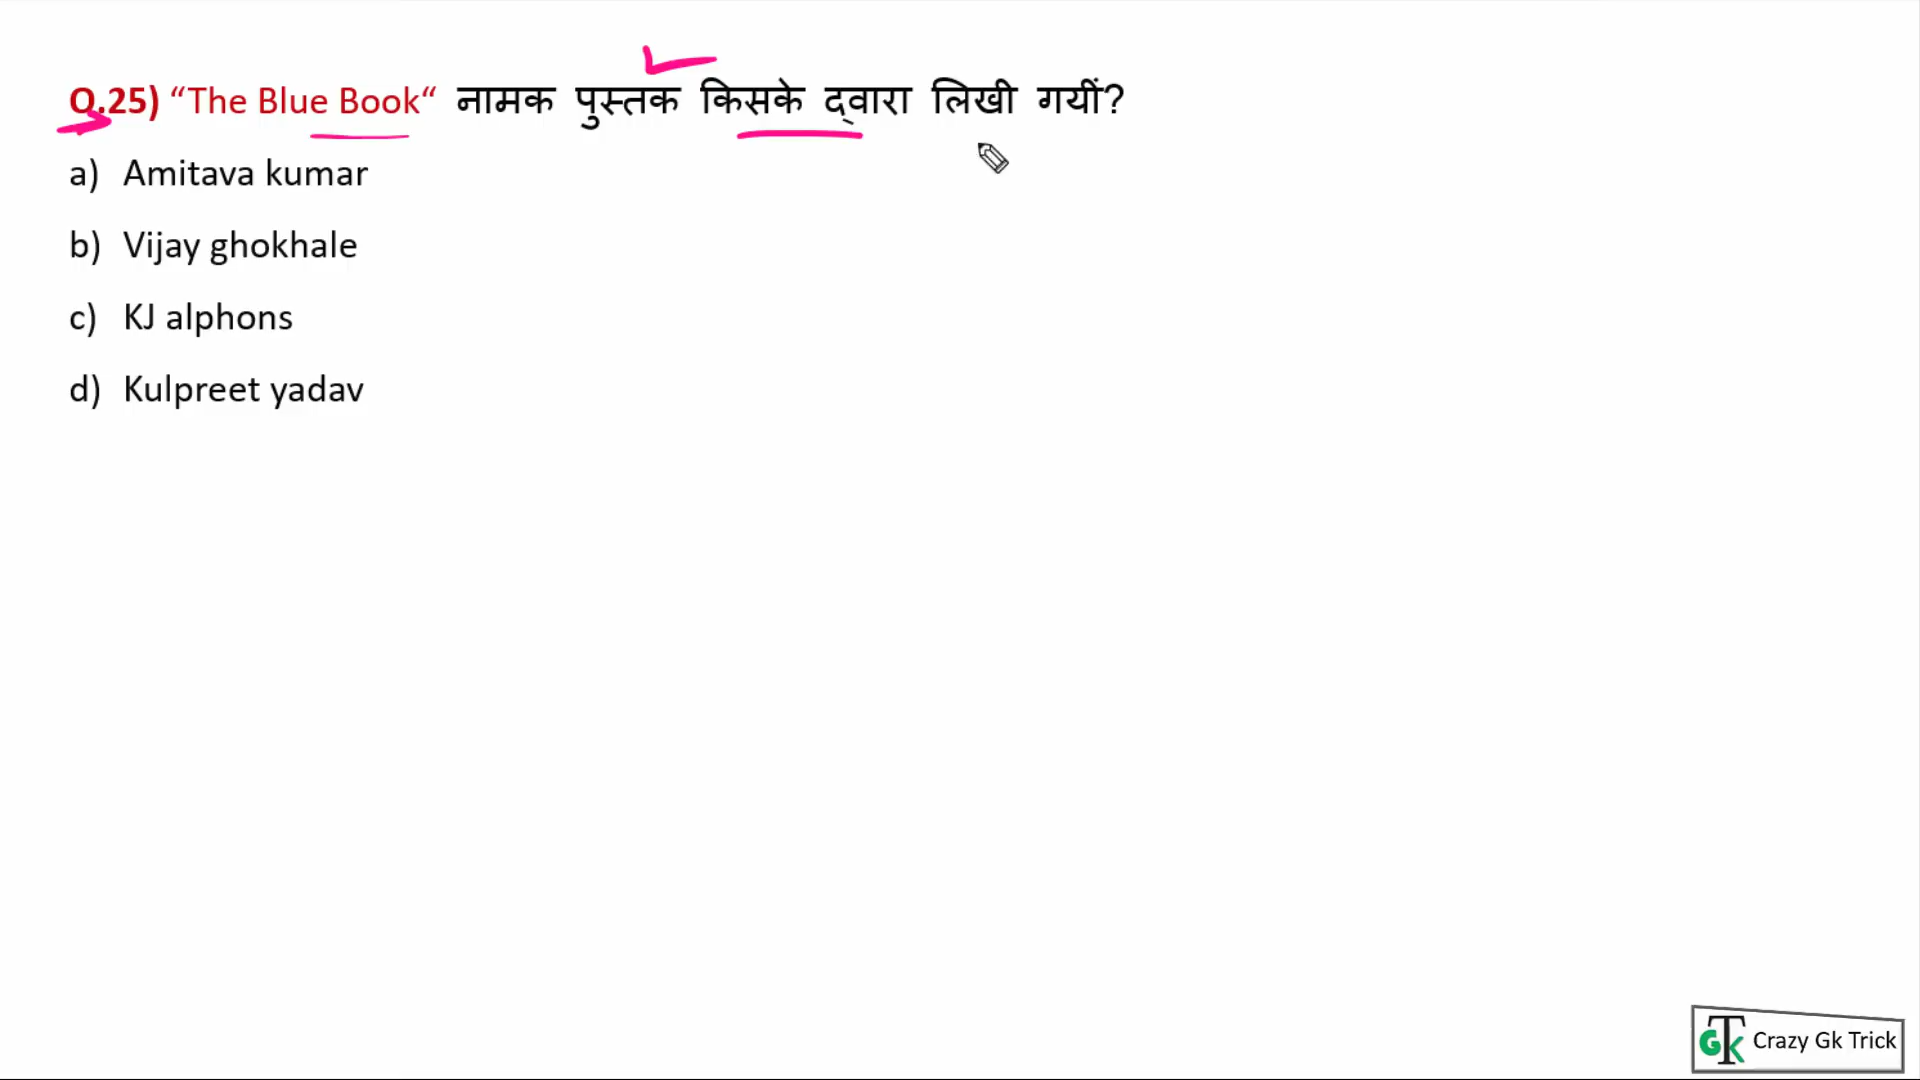 Q.25) “The Blue Book“ नामक पुस्तक किसके द्वारा लिखी गयीं?
a) Amitava kumar
b) Vijay ghokhale
c) KJ alphons
d) Kulpreet yadav
GTK Crazy Gk Trick